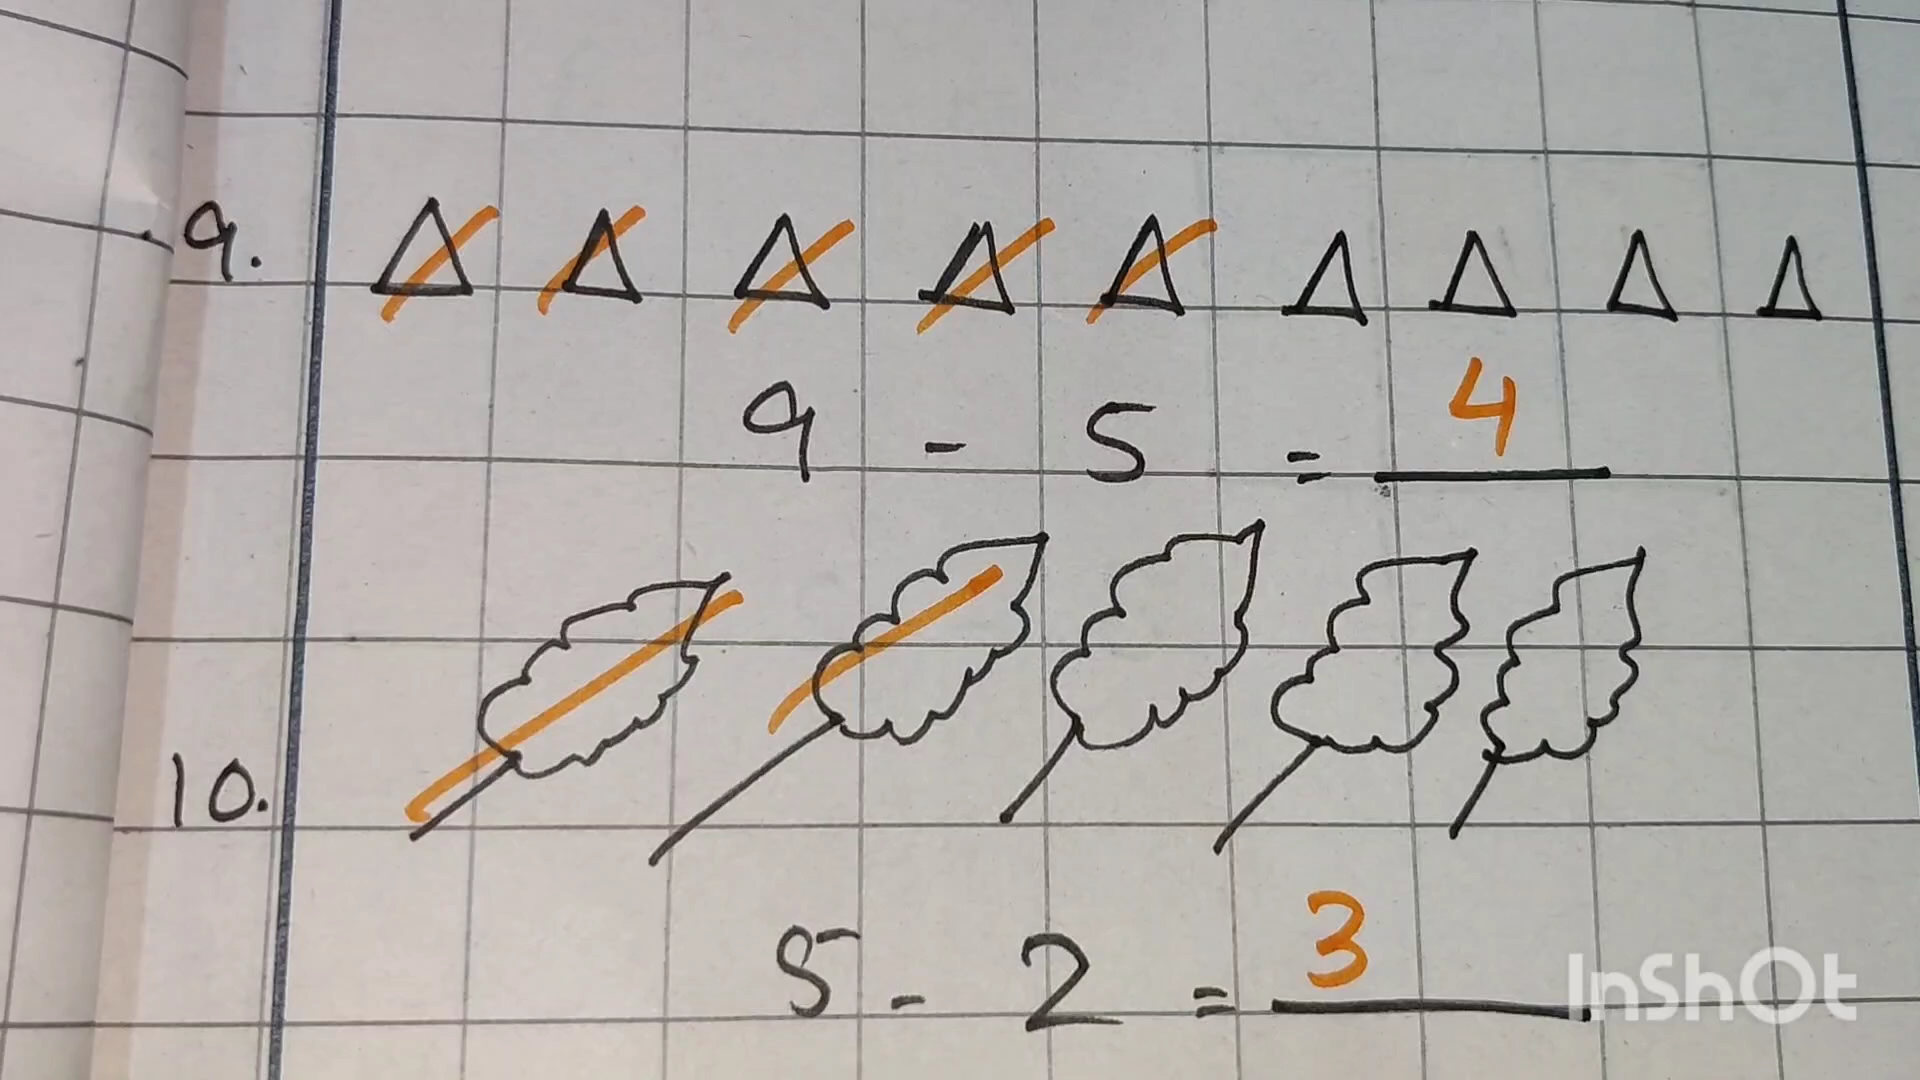 9.
9 - 5 = 4
10.
5 - 2 = 3
InShOt